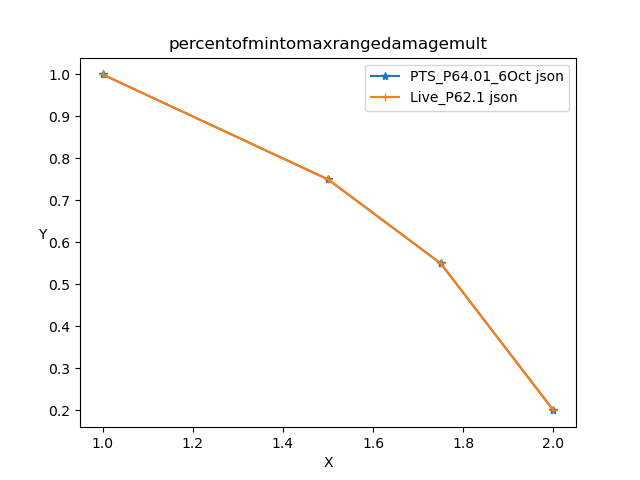 percentofmintomaxrangedamagemult
PTS_P64.01_6Oct json
Live_P62.1 json
1.0
0.9
0.8
0.7
0.6
0.5
0.4
0.3
0.2
Y
1.0 1.2 1.4 1.6 1.8 2.0
X